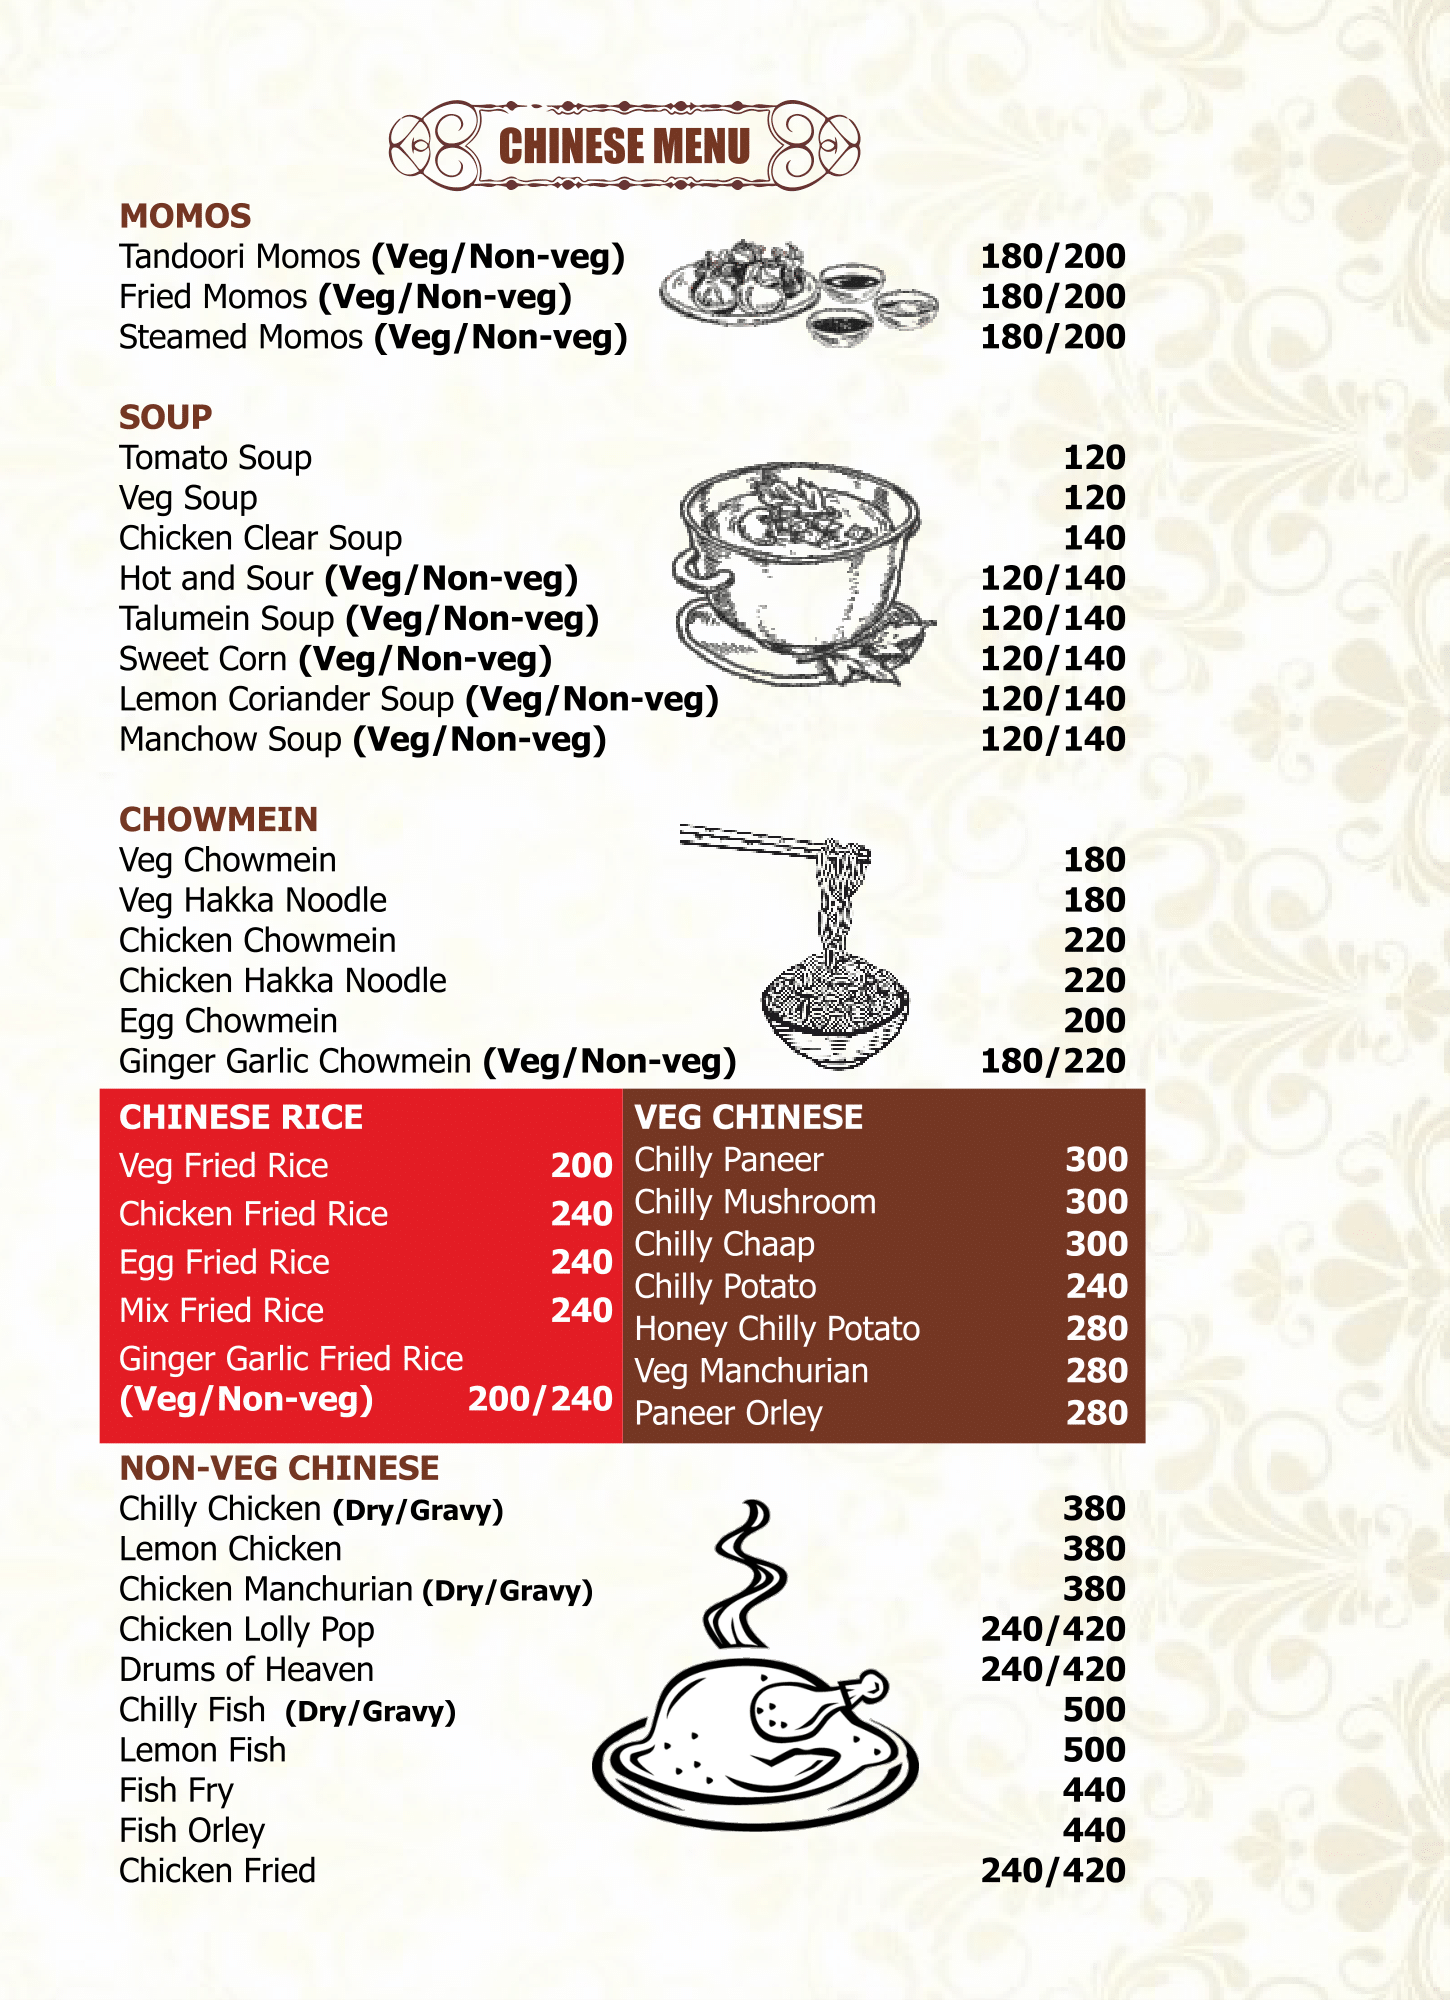 CHINESE MENU
MOMOS
Tandoori Momos (Veg/Non-veg) 180/200
Fried Momos (Veg/Non-veg) 180/200
Steamed Momos (Veg/Non-veg) 180/200
SOUP
Tomato Soup 120
Veg Soup 120
Chicken Clear Soup 140
Hot and Sour (Veg/Non-veg) 120/140
Talumein Soup (Veg/Non-veg) 120/140
Sweet Corn (Veg/Non-veg) 120/140
Lemon Coriander Soup (Veg/Non-veg) 120/140
Manchow Soup (Veg/Non-veg) 120/140
CHOWMEIN
Veg Chowmein 180
Veg Hakka Noodle 180
Chicken Chowmein 220
Chicken Hakka Noodle 220
Egg Chowmein 200
Ginger Garlic Chowmein (Veg/Non-veg) 180/220
CHINESE RICE
Veg Fried Rice 200
Chicken Fried Rice 240
Egg Fried Rice 240
Mix Fried Rice 240
Ginger Garlic Fried Rice
(Veg/Non-veg) 200/240
VEG CHINESE
Chilly Paneer 300
Chilly Mushroom 300
Chilly Chaap 300
Chilly Potato 240
Honey Chilly Potato 280
Veg Manchurian 280
Paneer Orley 280
NON-VEG CHINESE
Chilly Chicken (Dry/Gravy) 380
Lemon Chicken 380
Chicken Manchurian (Dry/Gravy) 380
Chicken Lolly Pop 240/420
Drums of Heaven 240/420
Chilly Fish (Dry/Gravy) 500
Lemon Fish 500
Fish Fry 440
Fish Orley 440
Chicken Fried 240/420